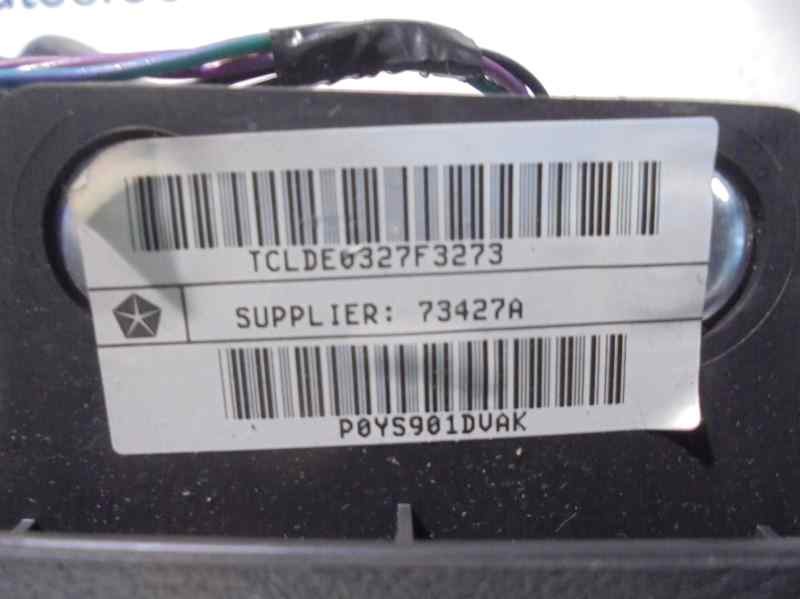 TCLDE0327F3273
SUPPLIER: 73427A
P0YS901DVAK